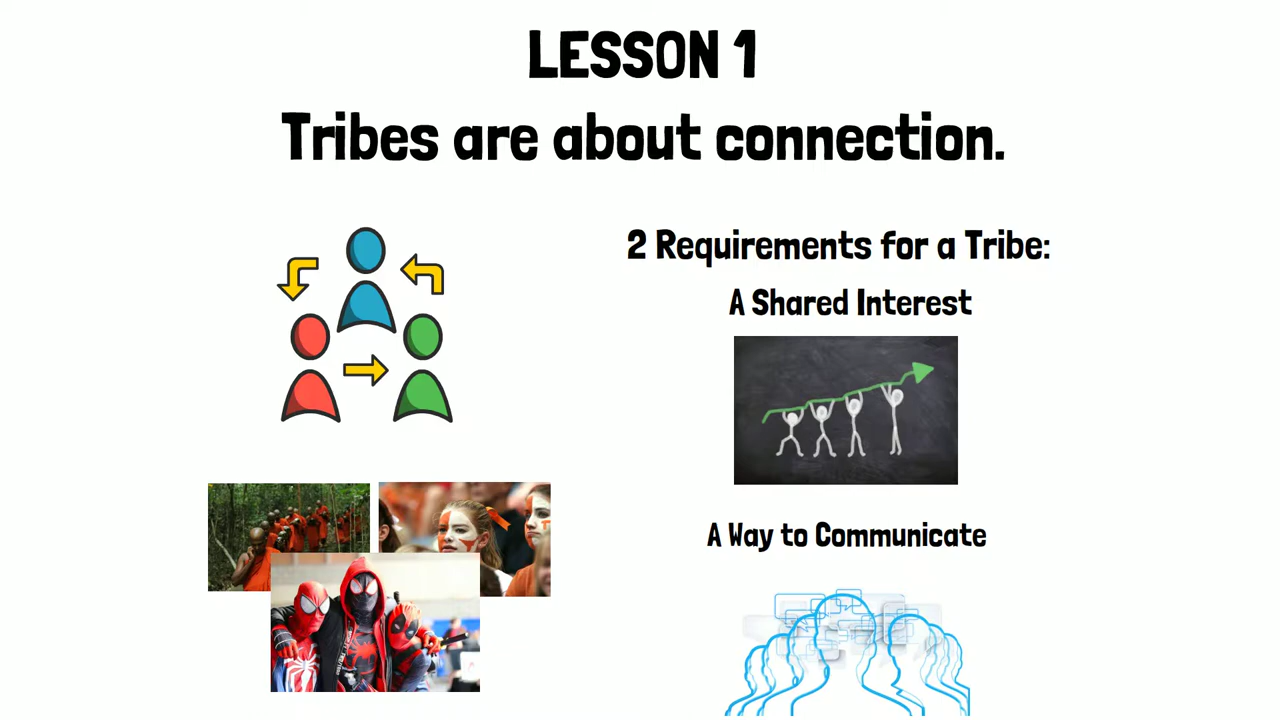 LESSON 1
Tribes are about connection.
2 Requirements for a Tribe:
A Shared Interest
A Way to Communicate